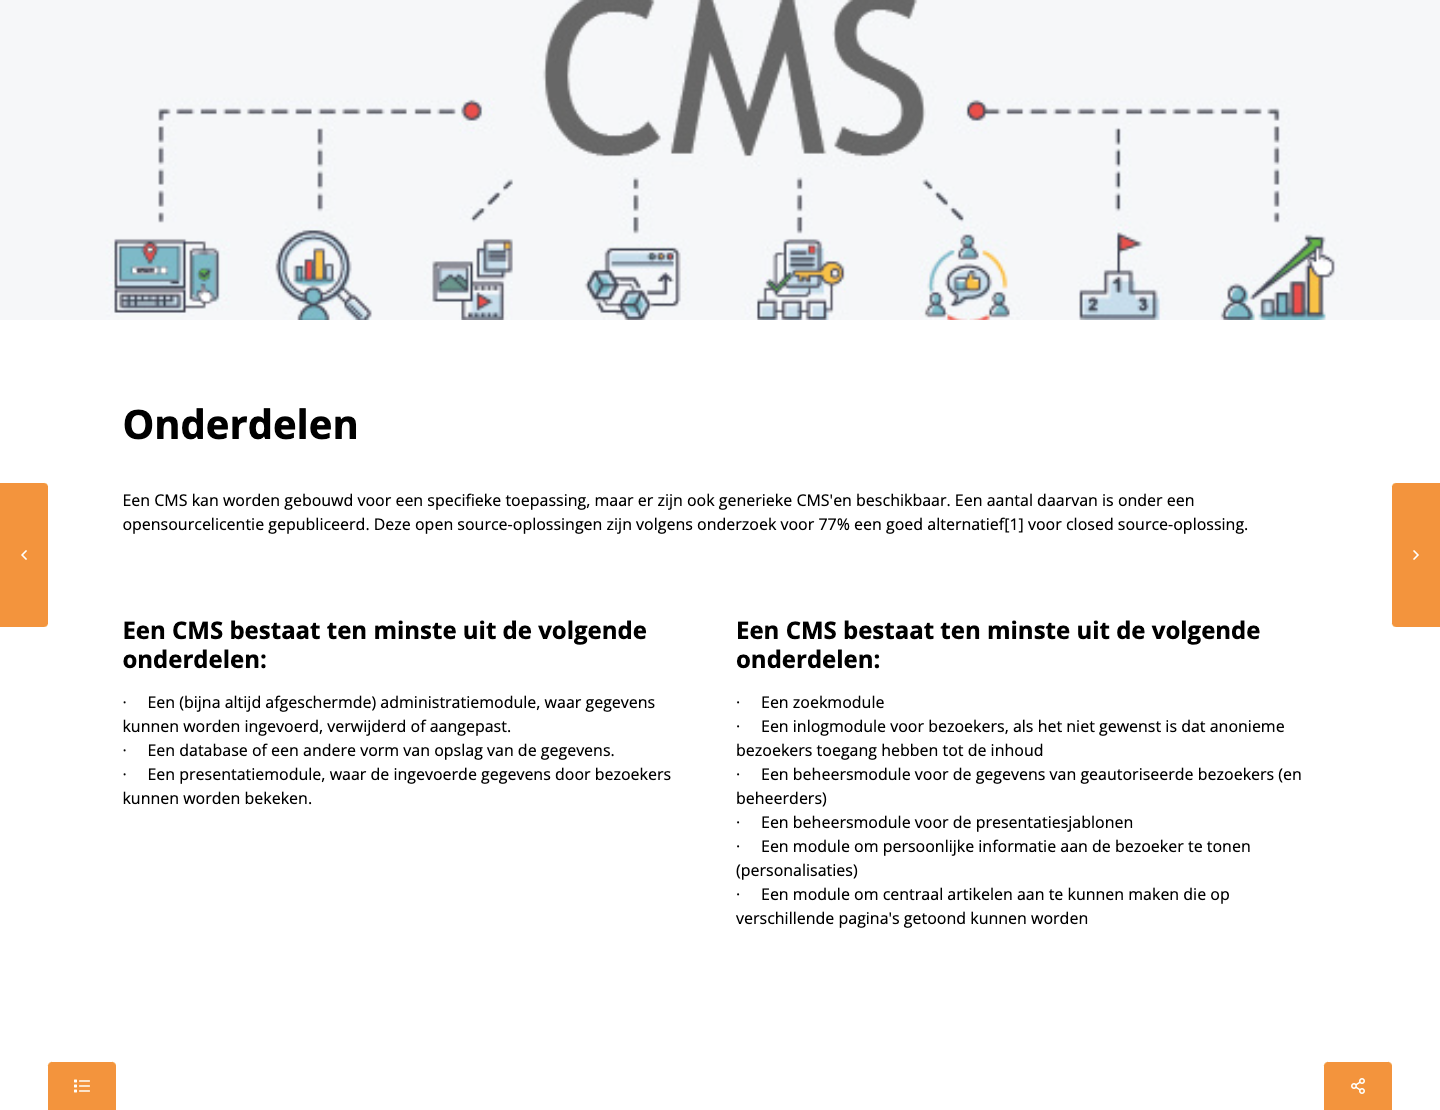 CMS
1
2
3
Onderdelen
Een CMS kan worden gebouwd voor een specifieke toepassing, maar er zijn ook generieke CMS'en beschikbaar. Een aantal daarvan is onder een
opensourcelicentie gepubliceerd. Deze open source-oplossingen zijn volgens onderzoek voor 77% een goed alternatief[1] voor closed source-oplossing.
Een CMS bestaat ten minste uit de volgende
onderdelen:
· Een (bijna altijd afgeschermde) administratiemodule, waar gegevens
kunnen worden ingevoerd, verwijderd of aangepast.
· Een database of een andere vorm van opslag van de gegevens.
· Een presentatiemodule, waar de ingevoerde gegevens door bezoekers
kunnen worden bekeken.
Een CMS bestaat ten minste uit de volgende
onderdelen:
· Een zoekmodule
· Een inlogmodule voor bezoekers, als het niet gewenst is dat anonieme
bezoekers toegang hebben tot de inhoud
· Een beheersmodule voor de gegevens van geautoriseerde bezoekers (en
beheerders)
· Een beheersmodule voor de presentatiesjablonen
· Een module om persoonlijke informatie aan de bezoeker te tonen
(personalisaties)
· Een module om centraal artikelen aan te kunnen maken die op
verschillende pagina's getoond kunnen worden